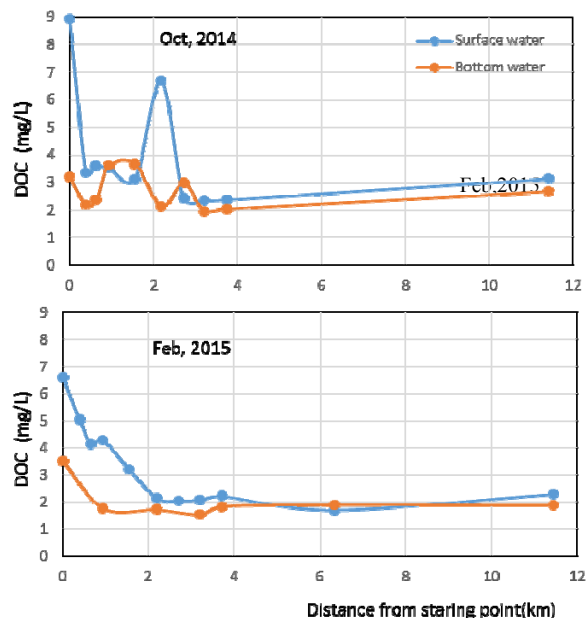 9
8
7
6
5
4
3
2
1
0
DOC (mg/L)
Oct, 2014
Surface water
Bottom water
Feb,2015
0 2 4 6 8 10 12
9
8
7
6
5
4
3
2
1
0
DOC (mg/L)
Feb, 2015
0 2 4 6 8 10 12
Distance from staring point(km)